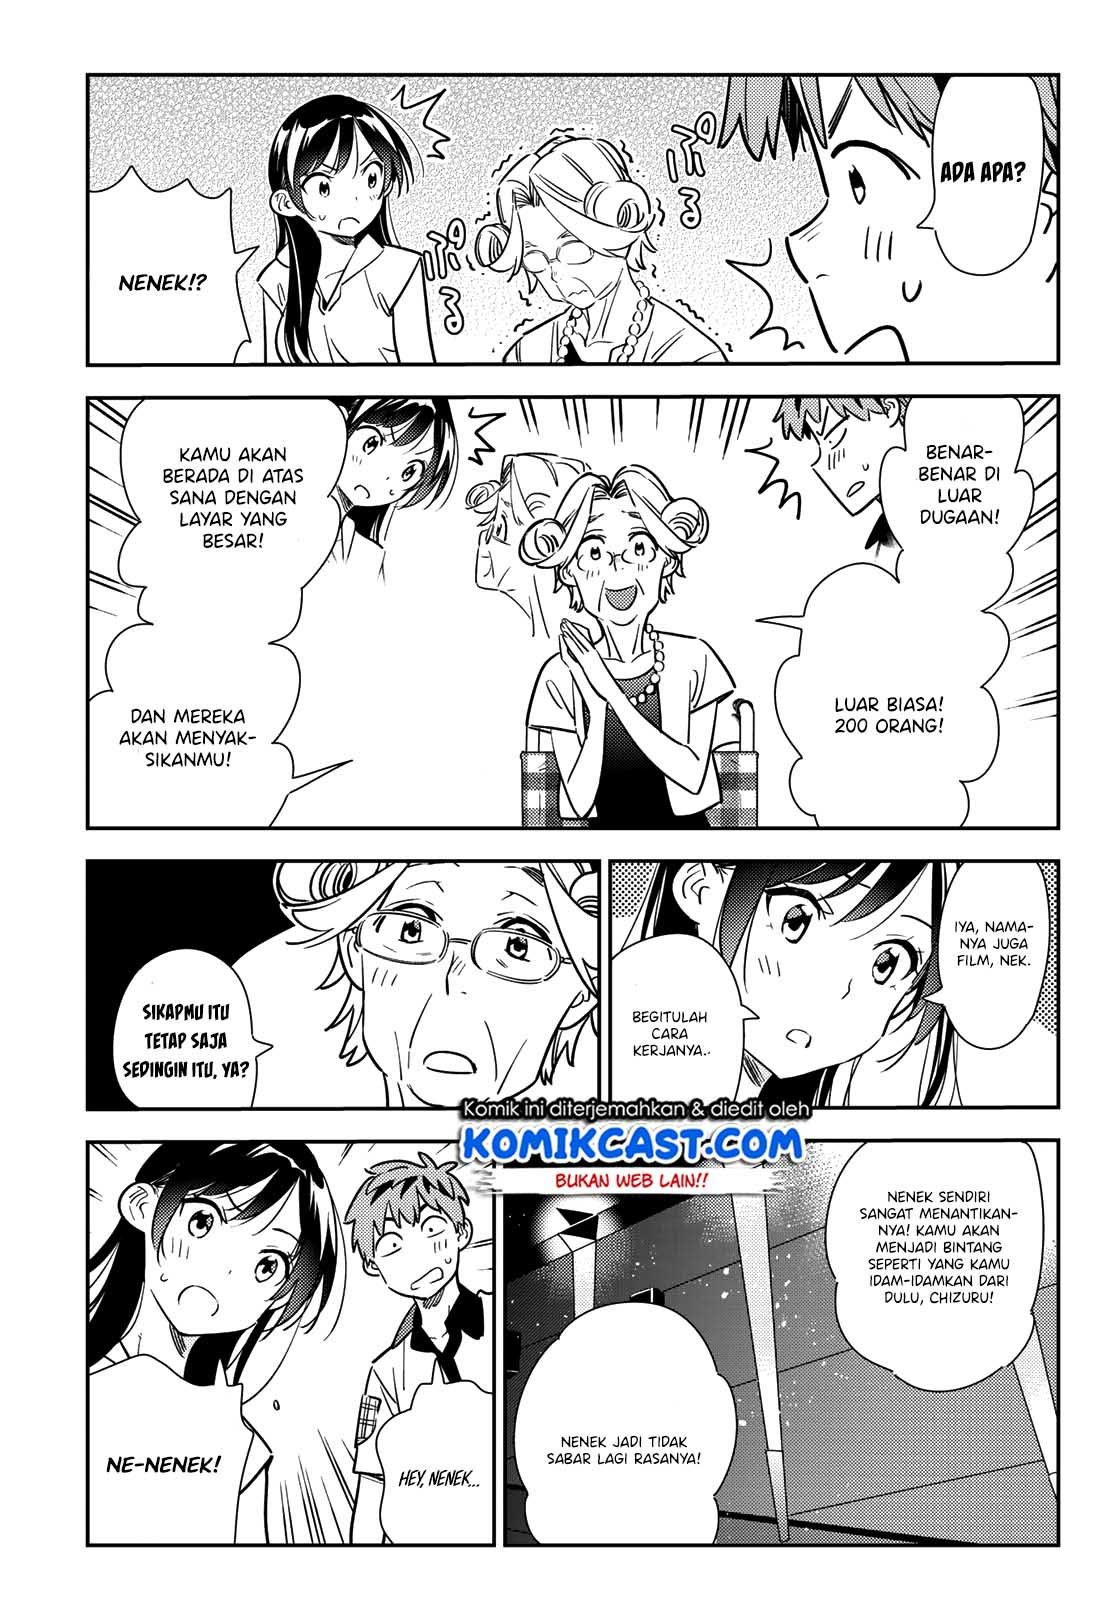 ADA APA?
ぷる
ぷる
NENEK!?
BENAR-
BENAR DI
LUAR
DUGAAN!
LUAR BIASA!
200 ORANG!
KAMU AKAN
BERADA DI ATAS
SANA DENGAN
LAYAR YANG
BESAR!
DAN MEREKA
AKAN MENYAK-
SIKANMU!
IYA, NAMA-
NYA JUGA
FILM, NEK.
BEGITULAH
CARA
KERJANYA..
SIKAPMU ITU
TETAP SAJA
SEDINGIN ITU, YA?
Komik ini diterjemahkan & diedit oleh
KOMIKCAST.COM
BUKAN WEB LAIN!!
NENEK SENDIRI
SANGAT MENANTIKAN-
NYA! KAMU AKAN
MENJADI BINTANG
SEPERTI YANG KAMU
IDAM-IDAMKAN DARI
DULU, CHIZURU!
NENEK JADI TIDAK
SABAR LAGI RASANYA!
HEY, NENEK...
NE-NENEK!